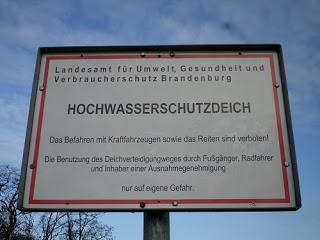 Landesamt für Umwelt, Gesundheit und
Verbraucherschutz Brandenburg
HOCHWASSERSCHUTZDEICH
Das Befahren mit Kraftfahrzeugen sowie das Reiten sind verboten!
Die Benutzung des Deichverteidigungweges durch Fußgänger, Radfahrer
und Inhaber einer Ausnahmegenehmigung
nur auf eigene Gefahr.